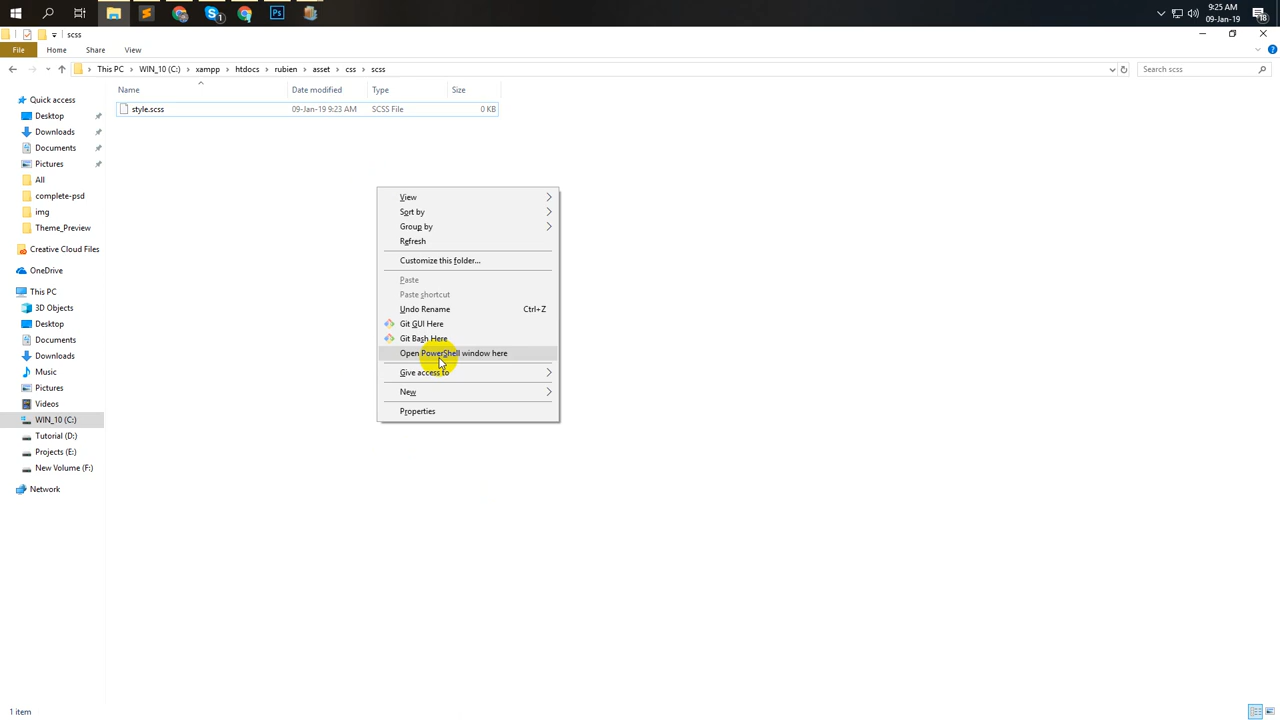 9:25 AM
09-Jan-19
18
1
Ps
scss
File Home Share View
This PC WIN_10 (C:) xampp htdocs rubien asset css scss
Search scss
Name Date modified Type Size
style.scss 09-Jan-19 9:23 AM SCSS File 0 KB
Quick access
Desktop
Downloads
Documents
Pictures
All
complete-psd
img
Theme_Preview
Creative Cloud Files
OneDrive
This PC
3D Objects
Desktop
Documents
Downloads
Music
Pictures
Videos
WIN_10 (C:)
Tutorial (D:)
Projects (E:)
New Volume (F:)
Network
View
Sort by
Group by
Refresh
Customize this folder...
Paste
Paste shortcut
Undo Rename Ctrl+Z
Git GUI Here
Git Bash Here
Open PowerShell window here
Give access to
New
Properties
1 item